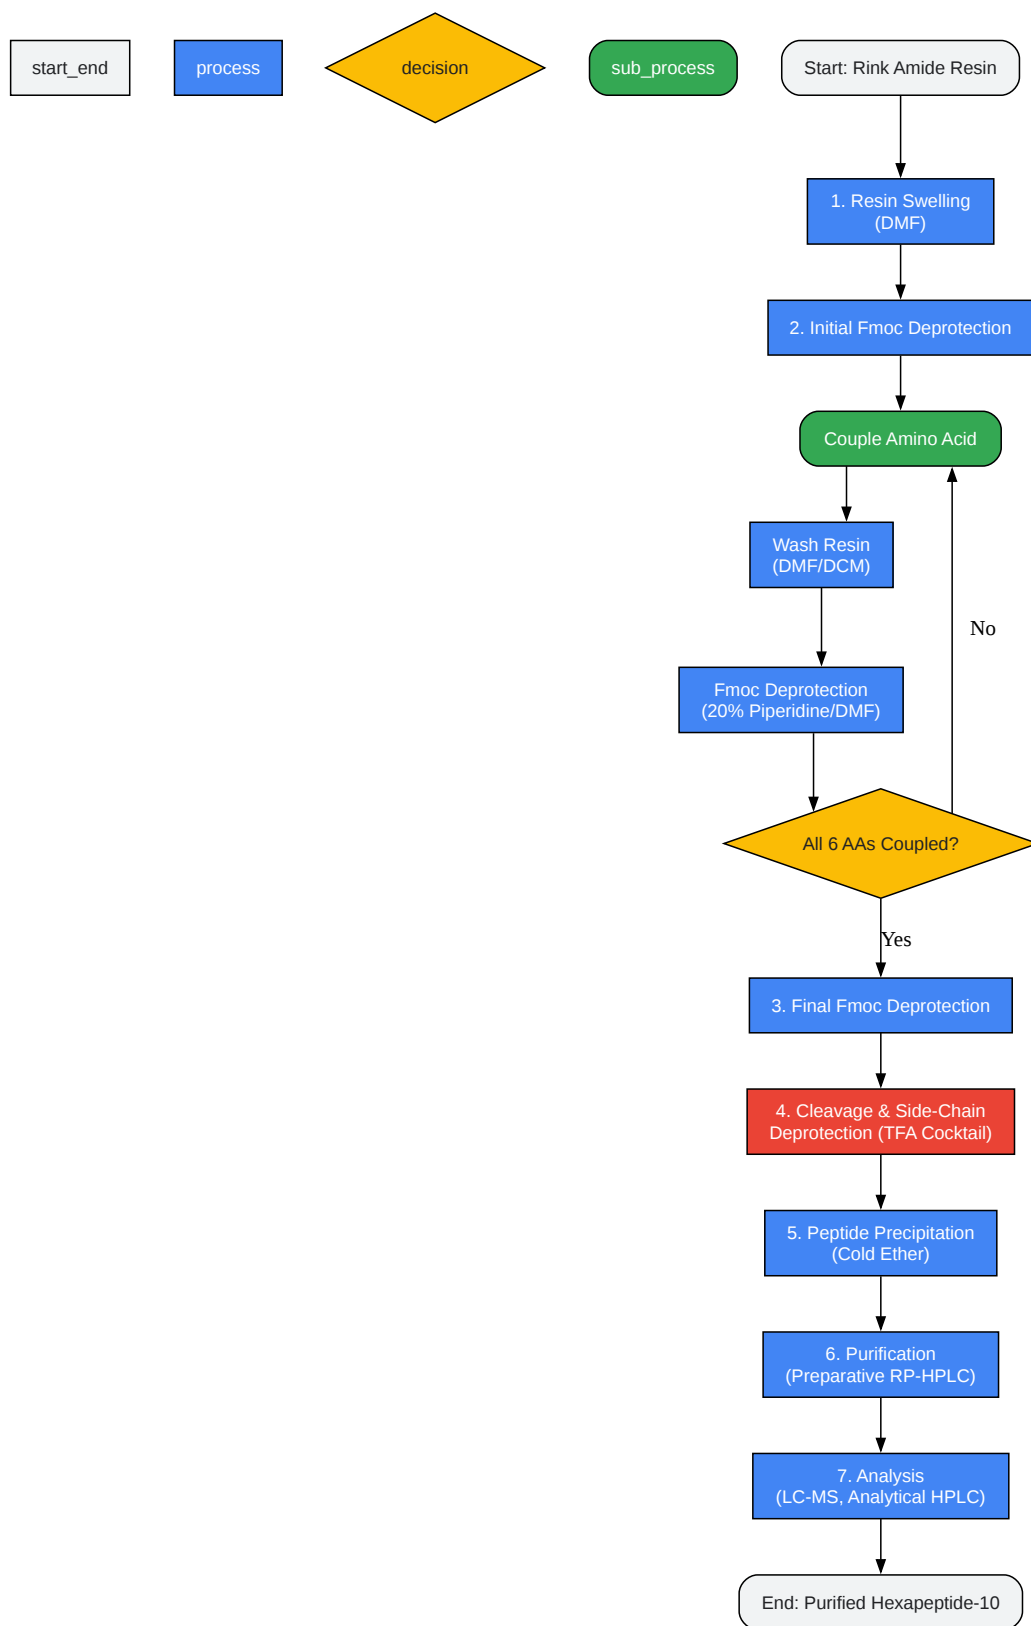 start_end
process
decision
sub_process
Start: Rink Amide Resin
1. Resin Swelling
(DMF)
2. Initial Fmoc Deprotection
Couple Amino Acid
Wash Resin
(DMF/DCM)
No
Fmoc Deprotection
(20% Piperidine/DMF)
All 6 AAs Coupled?
Yes
3. Final Fmoc Deprotection
4. Cleavage & Side-Chain
Deprotection (TFA Cocktail)
5. Peptide Precipitation
(Cold Ether)
6. Purification
(Preparative RP-HPLC)
7. Analysis
(LC-MS, Analytical HPLC)
End: Purified Hexapeptide-10